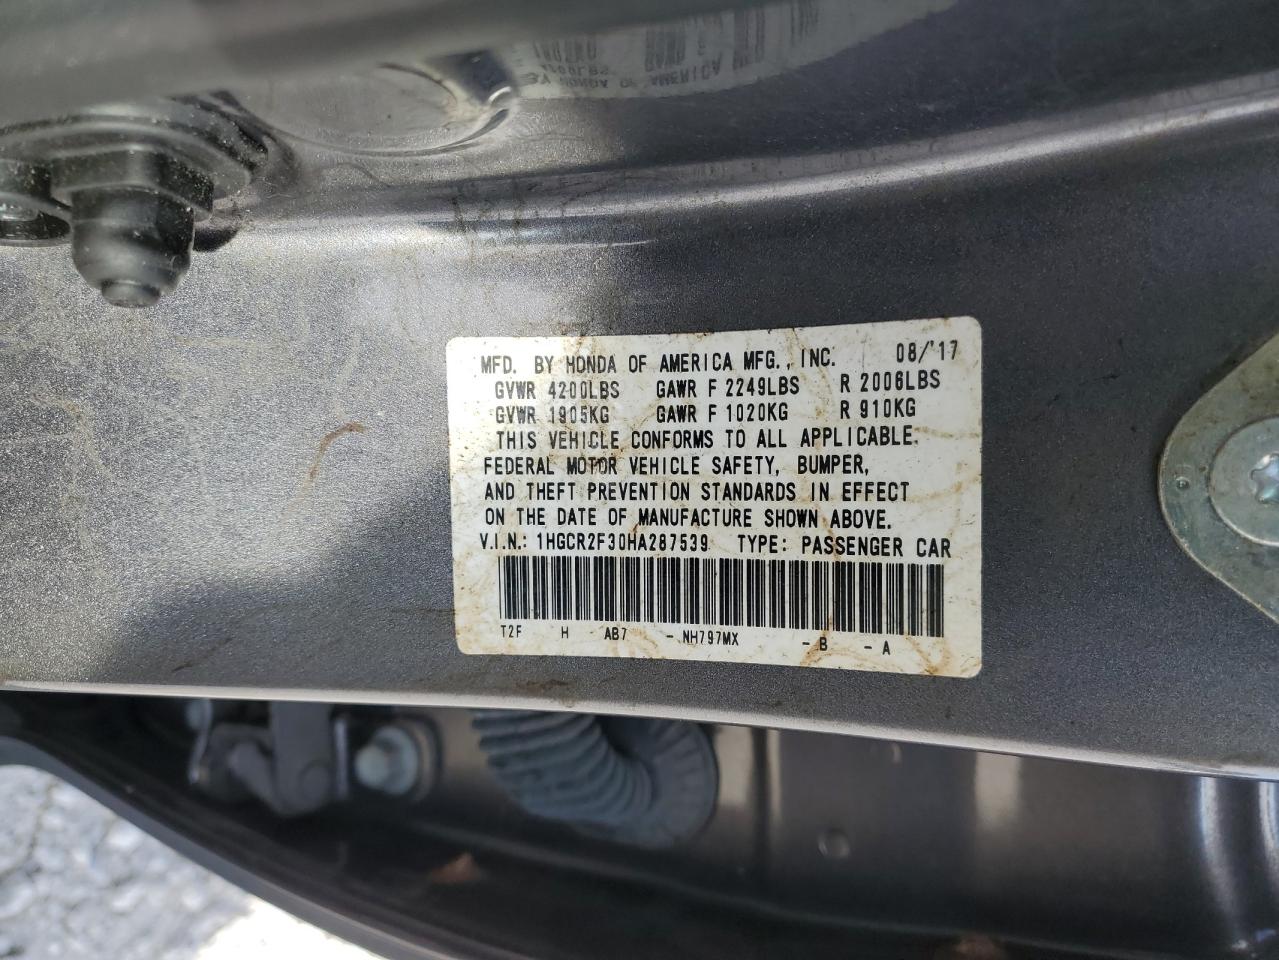 MFD. BY HONDA OF AMERICA MFG., INC. 08/'17
GVWR 4200LBS GAWR F 2249LBS R 2006LBS
GVWR 1905KG GAWR F 1020KG R 910KG
THIS VEHICLE CONFORMS TO ALL APPLICABLE.
FEDERAL MOTOR VEHICLE SAFETY, BUMPER,
AND THEFT PREVENTION STANDARDS IN EFFECT
ON THE DATE OF MANUFACTURE SHOWN ABOVE.
V.I.N.: 1HGCR2F30HA287539 TYPE: PASSENGER CAR
T2F H AB7 - NH797MX - B - A